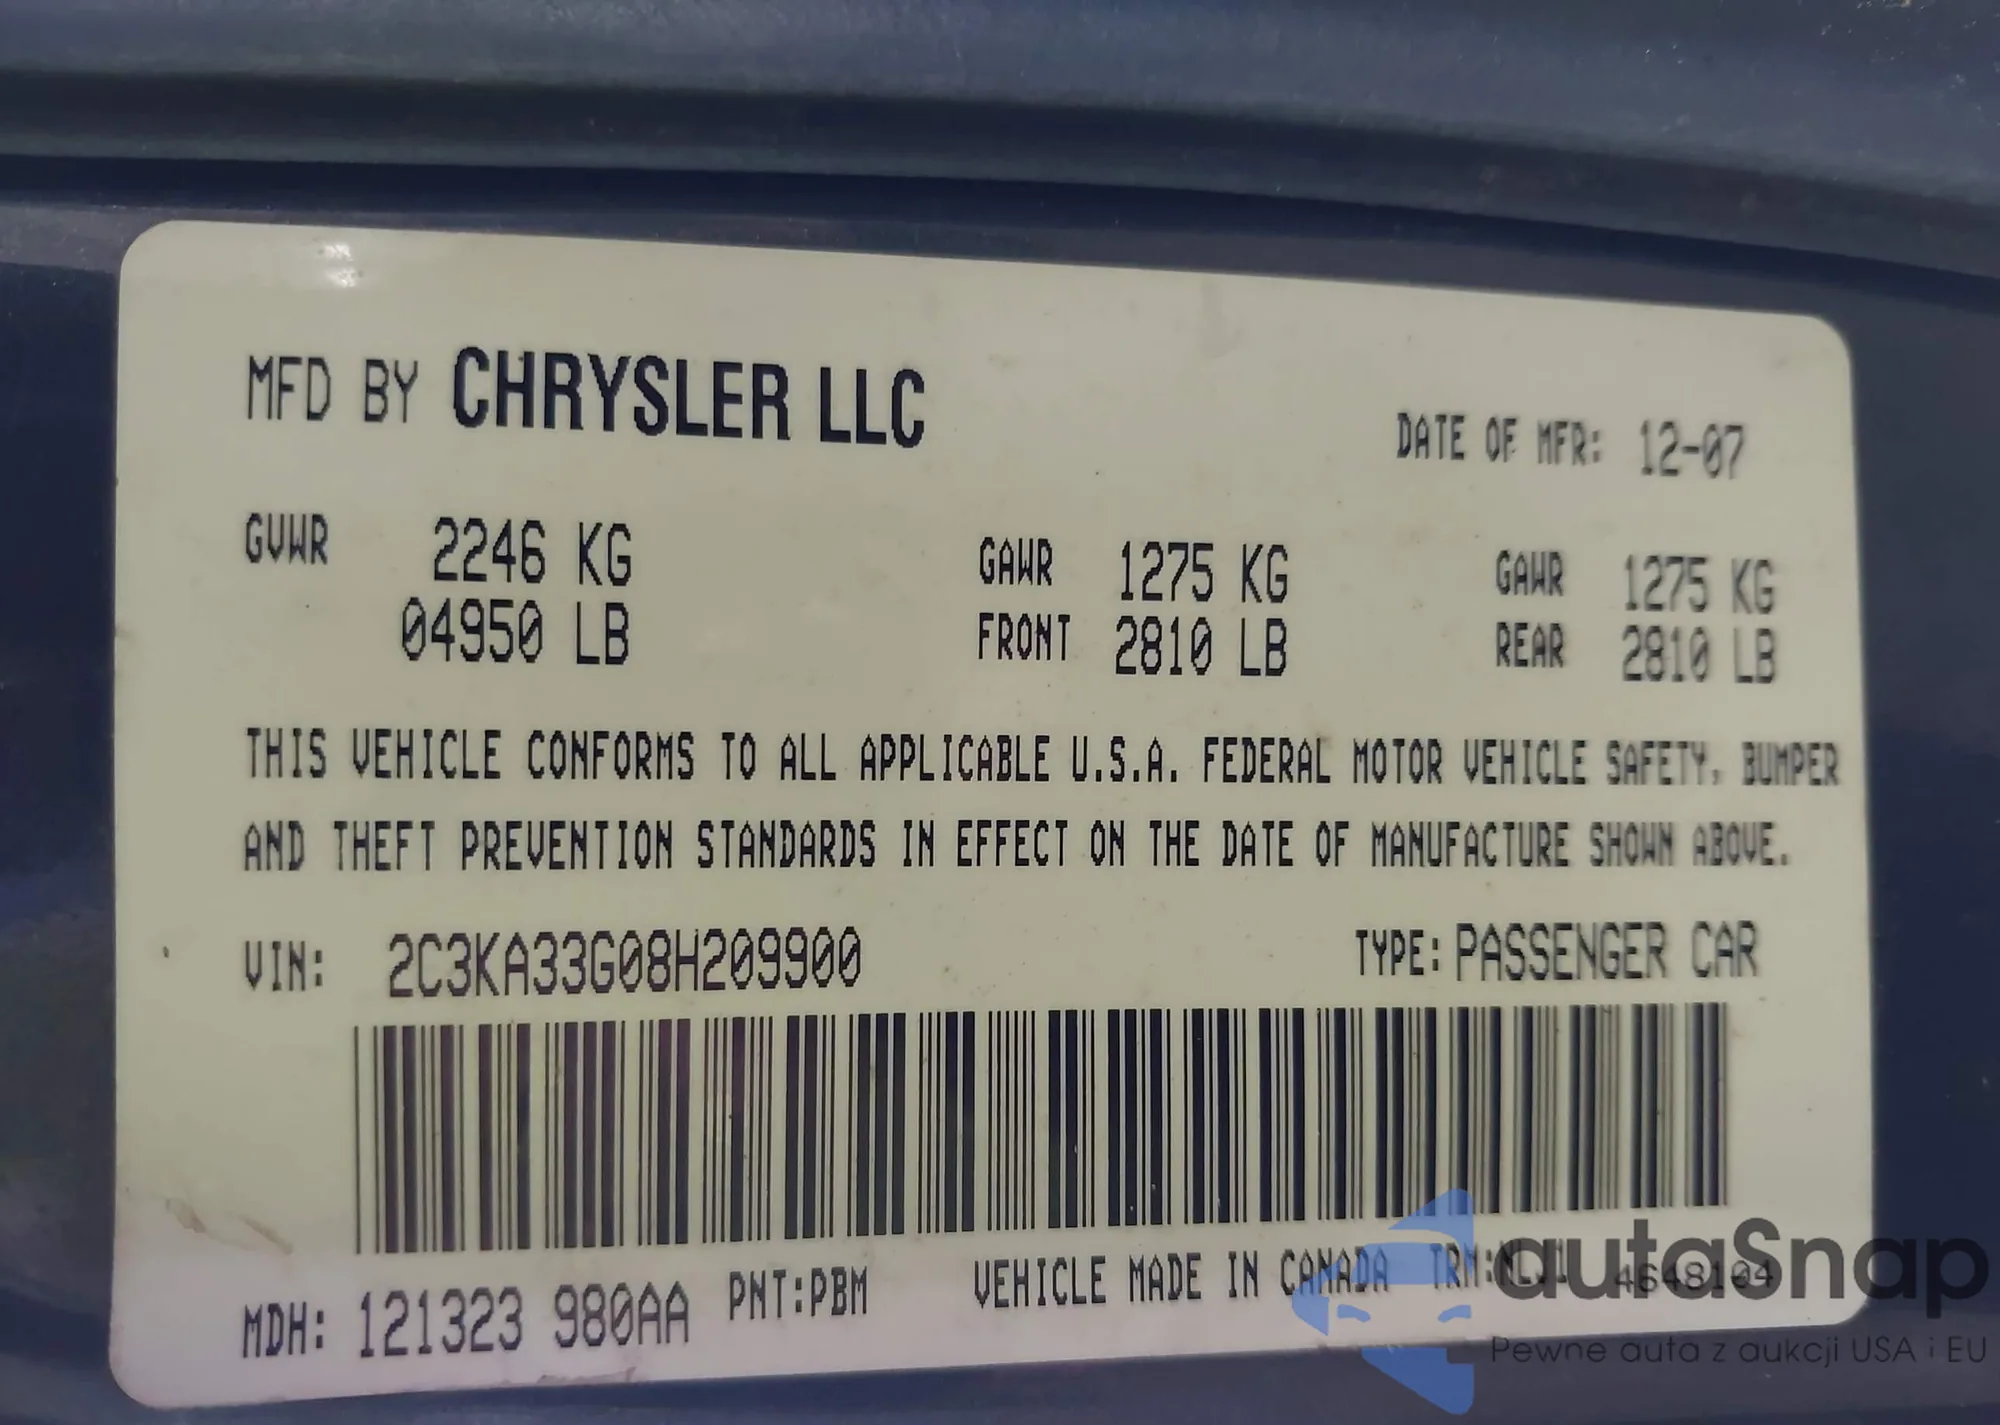 MFD BY CHRYSLER LLC
DATE OF MFR: 12-07
GVWR 2246 KG
04950 LB
GAWR 1275 KG
FRONT 2810 LB
GAWR 1275 KG
REAR 2810 LB
THIS VEHICLE CONFORMS TO ALL APPLICABLE U.S.A. FEDERAL MOTOR VEHICLE SAFETY, BUMPER
AND THEFT PREVENTION STANDARDS IN EFFECT ON THE DATE OF MANUFACTURE SHOWN ABOVE.
VIN: 2C3KA33G08H209900
TYPE: PASSENGER CAR
MDH: 121323 980AA PNT:PBM
VEHICLE MADE IN CANADA TRM:NLJ1 4648104
autaSnap
Pewne auta z aukcji USA i EU